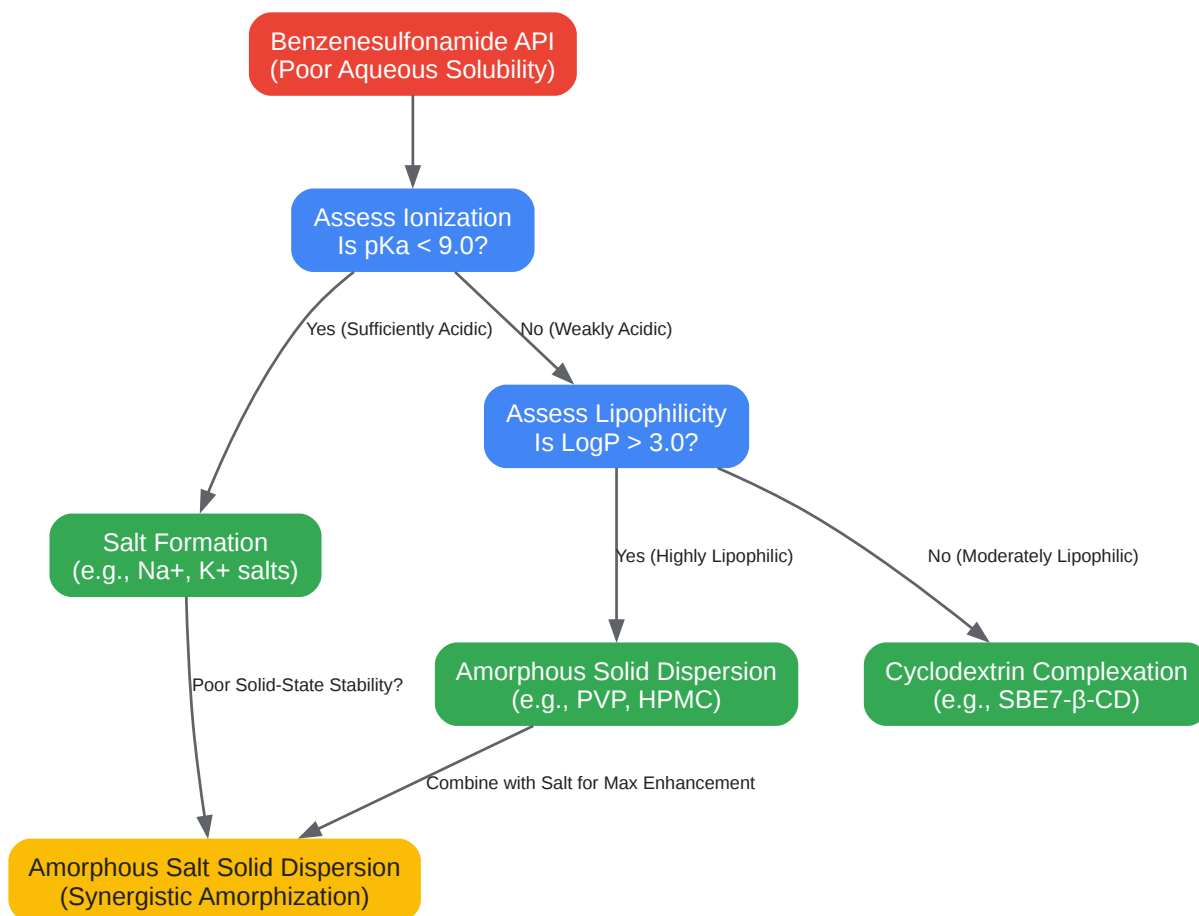 Benzenesulfonamide API
(Poor Aqueous Solubility)
Assess Ionization
Is pKa < 9.0?
Yes (Sufficiently Acidic)
No (Weakly Acidic)
Assess Lipophilicity
Is LogP > 3.0?
Salt Formation
(e.g., Na+, K+ salts)
Yes (Highly Lipophilic)
No (Moderately Lipophilic)
Poor Solid-State Stability?
Amorphous Solid Dispersion
(e.g., PVP, HPMC)
Cyclodextrin Complexation
(e.g., SBE7-β-CD)
Combine with Salt for Max Enhancement
Amorphous Salt Solid Dispersion
(Synergistic Amorphization)